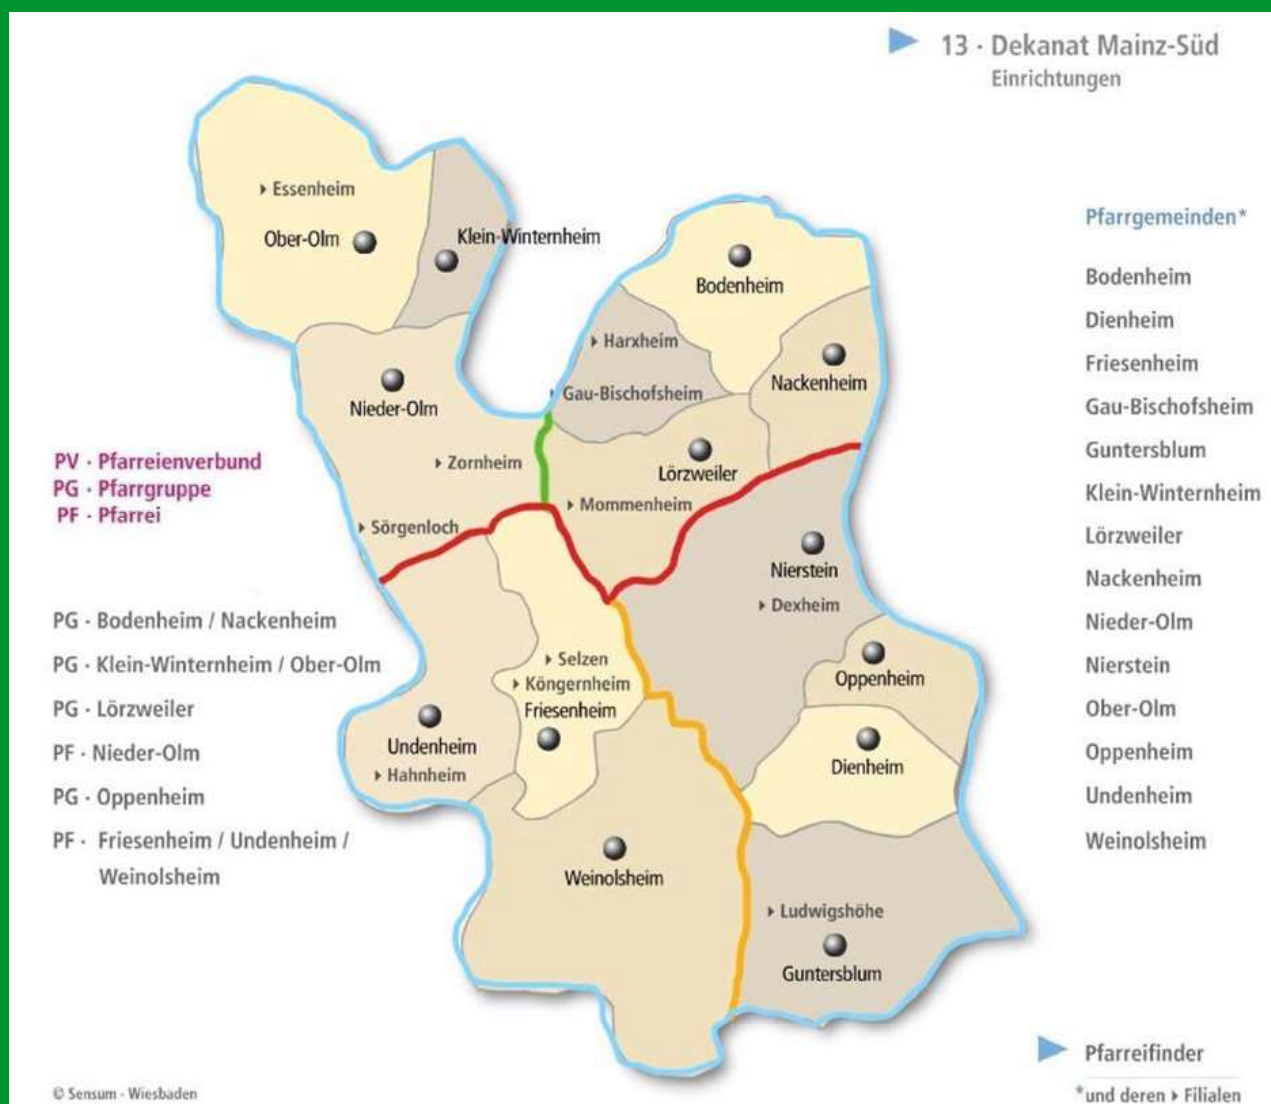 13 · Dekanat Mainz-Süd
Einrichtungen
Essenheim
Ober-Olm
Klein-Winternheim
Bodenheim
Harxheim
Gau-Bischofsheim
Nackenheim
Nieder-Olm
Zornheim
Lörzweiler
Mommenheim
Sörgenloch
Nierstein
Dexheim
Selzen
Köngernheim
Friesenheim
Oppenheim
Undenheim
Hahnheim
Dienheim
Weinolsheim
Ludwigshöhe
Guntersblum
PV · Pfarreienverbund
PG · Pfarrgruppe
PF · Pfarrei
PG · Bodenheim / Nackenheim
PG · Klein-Winternheim / Ober-Olm
PG · Lörzweiler
PF · Nieder-Olm
PG · Oppenheim
PF · Friesenheim / Undenheim /
Weinolsheim
Pfarrgemeinden*
Bodenheim
Dienheim
Friesenheim
Gau-Bischofsheim
Guntersblum
Klein-Winternheim
Lörzweiler
Nackenheim
Nieder-Olm
Nierstein
Ober-Olm
Oppenheim
Undenheim
Weinolsheim
Pfarreifinder
*und deren ▸ Filialen
© Sensum - Wiesbaden